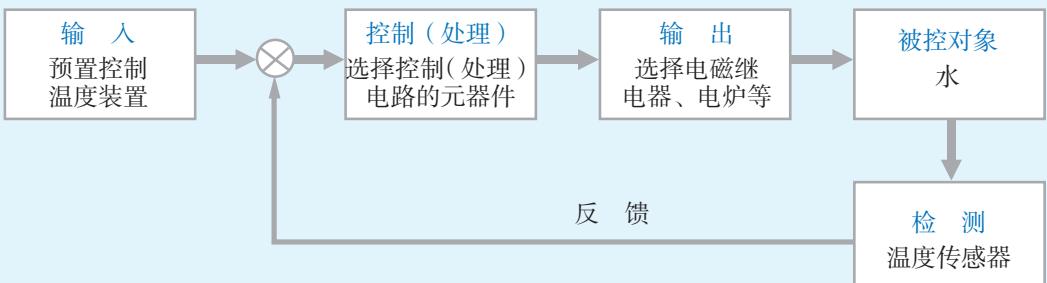 输 入
预置控制
温度装置
控制（处理）
选择控制（处理）
电路的元器件
输 出
选择电磁继
电器、电炉等
被控对象
水
反 馈
检 测
温度传感器